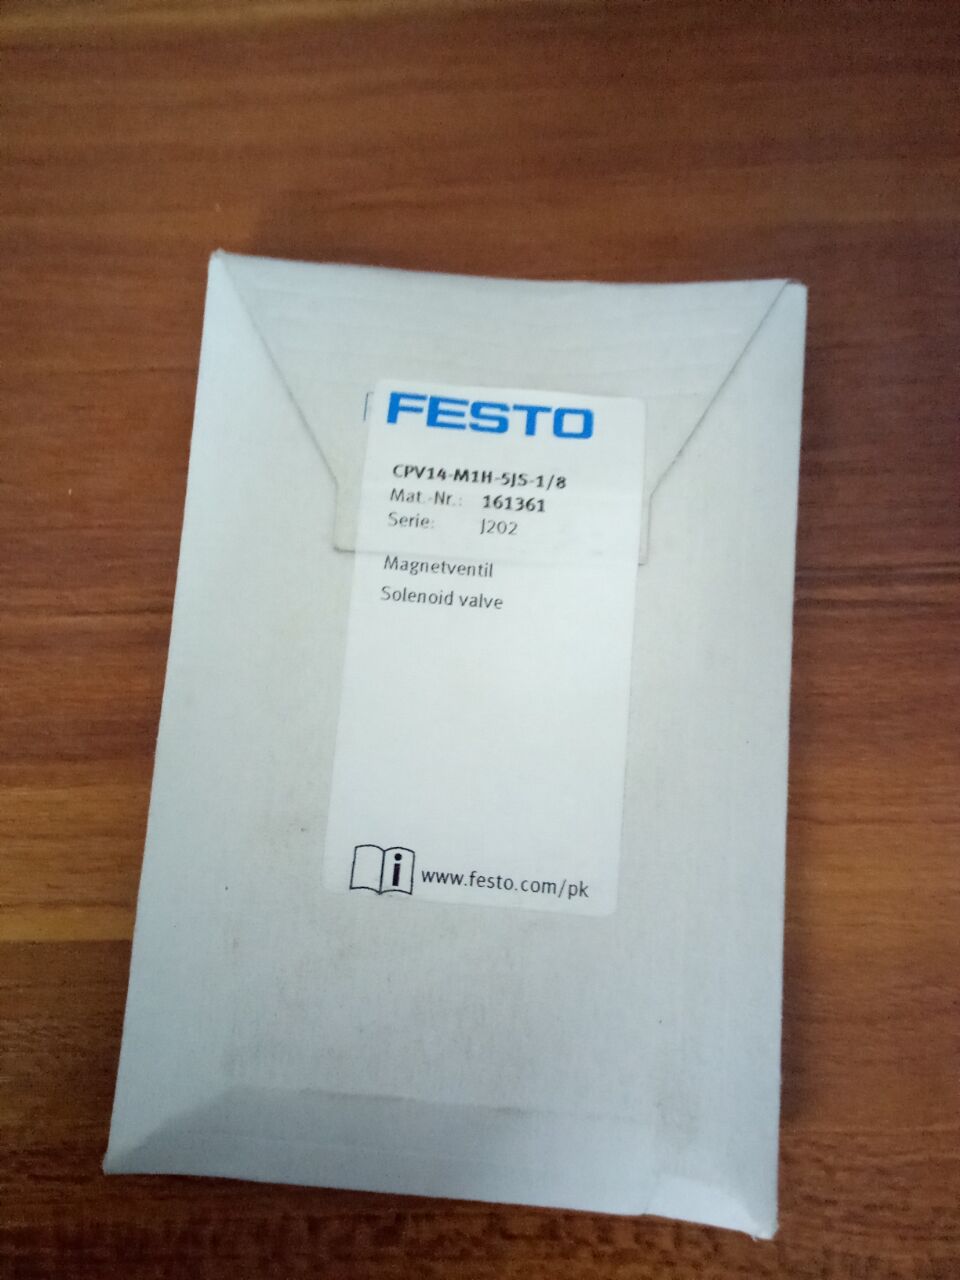 FESTO
CPV14-M1H-5JS-1/8
Mat.-Nr.: 161361
Serie: J202
Magnetventil
Solenoid valve
i www.festo.com/pk